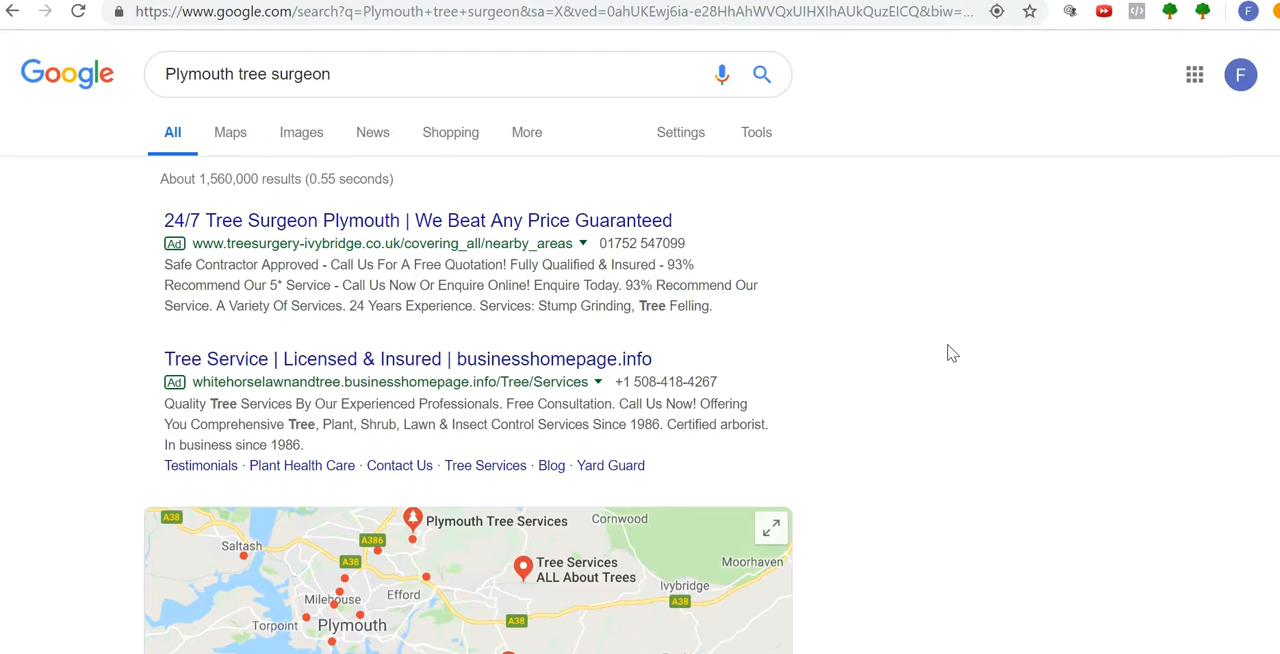 https://www.google.com/search?q=Plymouth+tree+surgeon&sa=X&ved=0ahUKEwj6ia-e28HhAhWVQxUIHXIhAUkQuzEICQ&biw=...
F
Google
Plymouth tree surgeon
F
All
Maps
Images
News
Shopping
More
Settings
Tools
About 1,560,000 results (0.55 seconds)
24/7 Tree Surgeon Plymouth | We Beat Any Price Guaranteed
Ad www.treesurgery-ivybridge.co.uk/covering_all/nearby_areas 01752 547099
Safe Contractor Approved - Call Us For A Free Quotation! Fully Qualified & Insured - 93%
Recommend Our 5* Service - Call Us Now Or Enquire Online! Enquire Today. 93% Recommend Our
Service. A Variety Of Services. 24 Years Experience. Services: Stump Grinding, Tree Felling.
Tree Service | Licensed & Insured | businesshomepage.info
Ad whitehorselawnandtree.businesshomepage.info/Tree/Services +1 508-418-4267
Quality Tree Services By Our Experienced Professionals. Free Consultation. Call Us Now! Offering
You Comprehensive Tree, Plant, Shrub, Lawn & Insect Control Services Since 1986. Certified arborist.
In business since 1986.
Testimonials · Plant Health Care · Contact Us · Tree Services · Blog · Yard Guard
A38
Plymouth Tree Services
Cornwood
Saltash
A386
A38
Tree Services
ALL About Trees
Moorhaven
Milehouse
Efford
Ivybridge
A38
Torpoint
Plymouth
A38